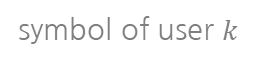 symbol of user k